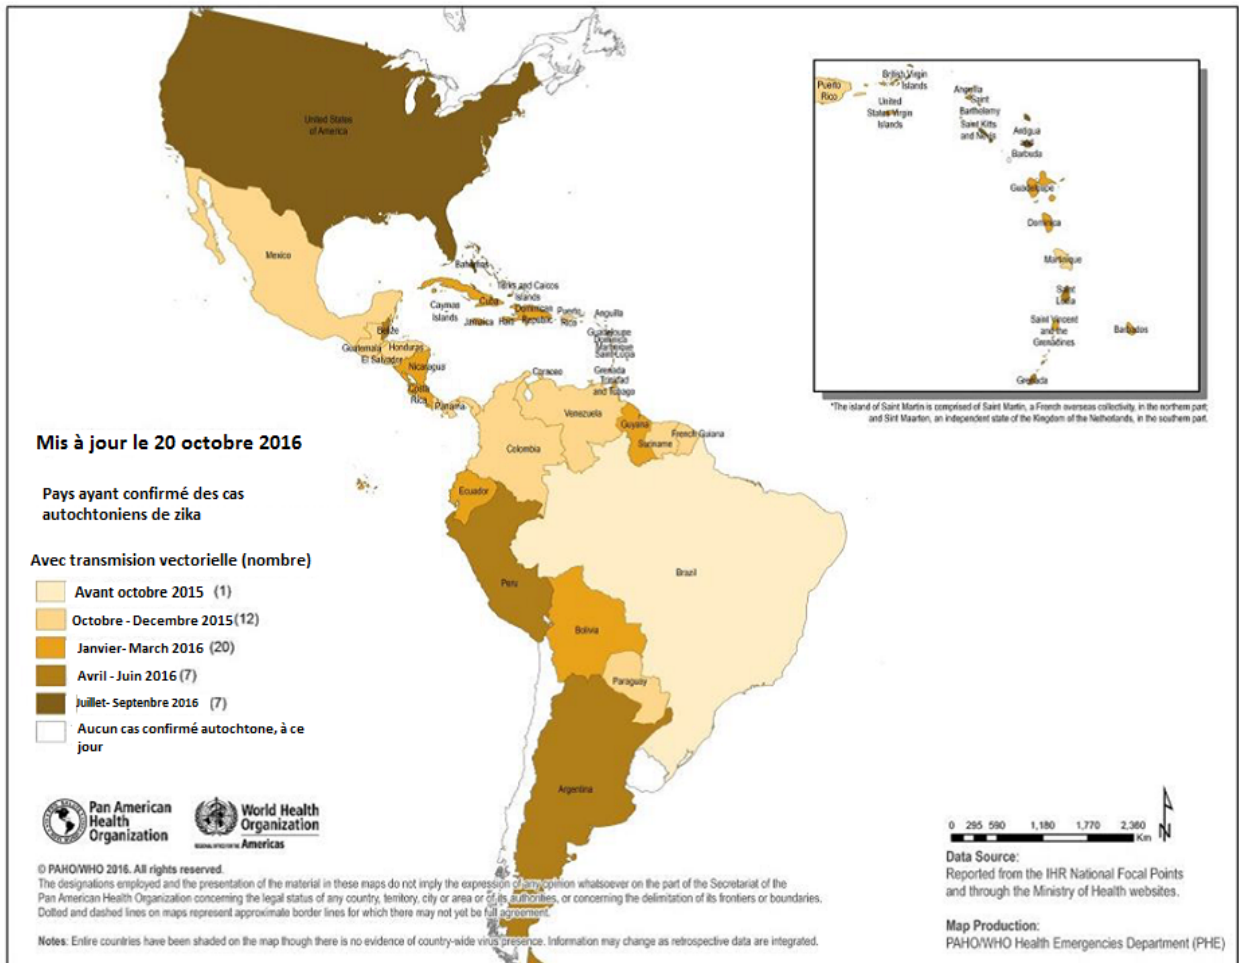 United States
of America
Mexico
Bahamas
Turks and Caicos
Islands
Cuba
Cayman
Islands
Jamaica
Haiti
Dominican
Republic
Puerto
Rico
Anguilla
Guadeloupe
Dominica
Martinique
Saint Lucia
Grenada
Trinidad
and Tobago
Curacao
Belize
Guatemala
Honduras
El Salvador
Nicaragua
Costa
Rica
Panama
Venezuela
Guyana
French Guiana
Suriname
Colombia
Ecuador
Peru
Brazil
Bolivia
Paraguay
Argentina
Puerto
Rico
British Virgin
Islands
United
States Virgin
Islands
Anguilla
Saint
Barthelemy
Saint Kitts
and Nevis
Antigua
and
Barbuda
Guadeloupe
Dominica
Martinique
Saint
Lucia
Saint Vincent
and the
Grenadines
Barbados
Grenada
*The island of Saint Martin is comprised of Saint Martin, a French overseas collectivity, in the northern part;
and Sint Maarten, an independent state of the Kingdom of the Netherlands, in the southern part.
Mis à jour le 20 octobre 2016
Pays ayant confirmé des cas
autochtoniens de zika
Avec transmision vectorielle (nombre)
Avant octobre 2015 (1)
Octobre - Decembre 2015 (12)
Janvier- March 2016 (20)
Avril - Juin 2016 (7)
Juillet- Septenbre 2016 (7)
Aucun cas confirmé autochtone, à ce
jour
Pan American
Health
Organization
World Health
Organization
REGIONAL OFFICE FOR THE Americas
0 295 590 1,180 1,770 2,360
Km
N
Data Source:
Reported from the IHR National Focal Points
and through the Ministry of Health websites.
Map Production:
PAHO/WHO Health Emergencies Department (PHE)
© PAHO/WHO 2016. All rights reserved.
The designations employed and the presentation of the material in these maps do not imply the expression of any opinion whatsoever on the part of the Secretariat of the
Pan American Health Organization concerning the legal status of any country, territory, city or area or of its authorities, or concerning the delimitation of its frontiers or boundaries.
Dotted and dashed lines on maps represent approximate border lines for which there may not yet be full agreement.
Notes: Entire countries have been shaded on the map though there is no evidence of country-wide virus presence. Information may change as retrospective data are integrated.